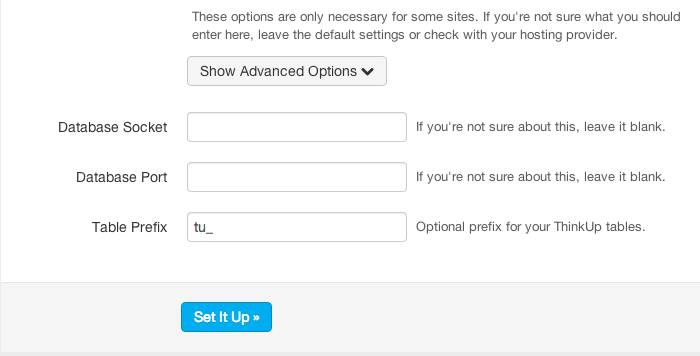 These options are only necessary for some sites. If you're not sure what you should
enter here, leave the default settings or check with your hosting provider.
Show Advanced Options
Database Socket If you're not sure about this, leave it blank.
Database Port If you're not sure about this, leave it blank.
Table Prefix tu_ Optional prefix for your ThinkUp tables.
Set It Up »